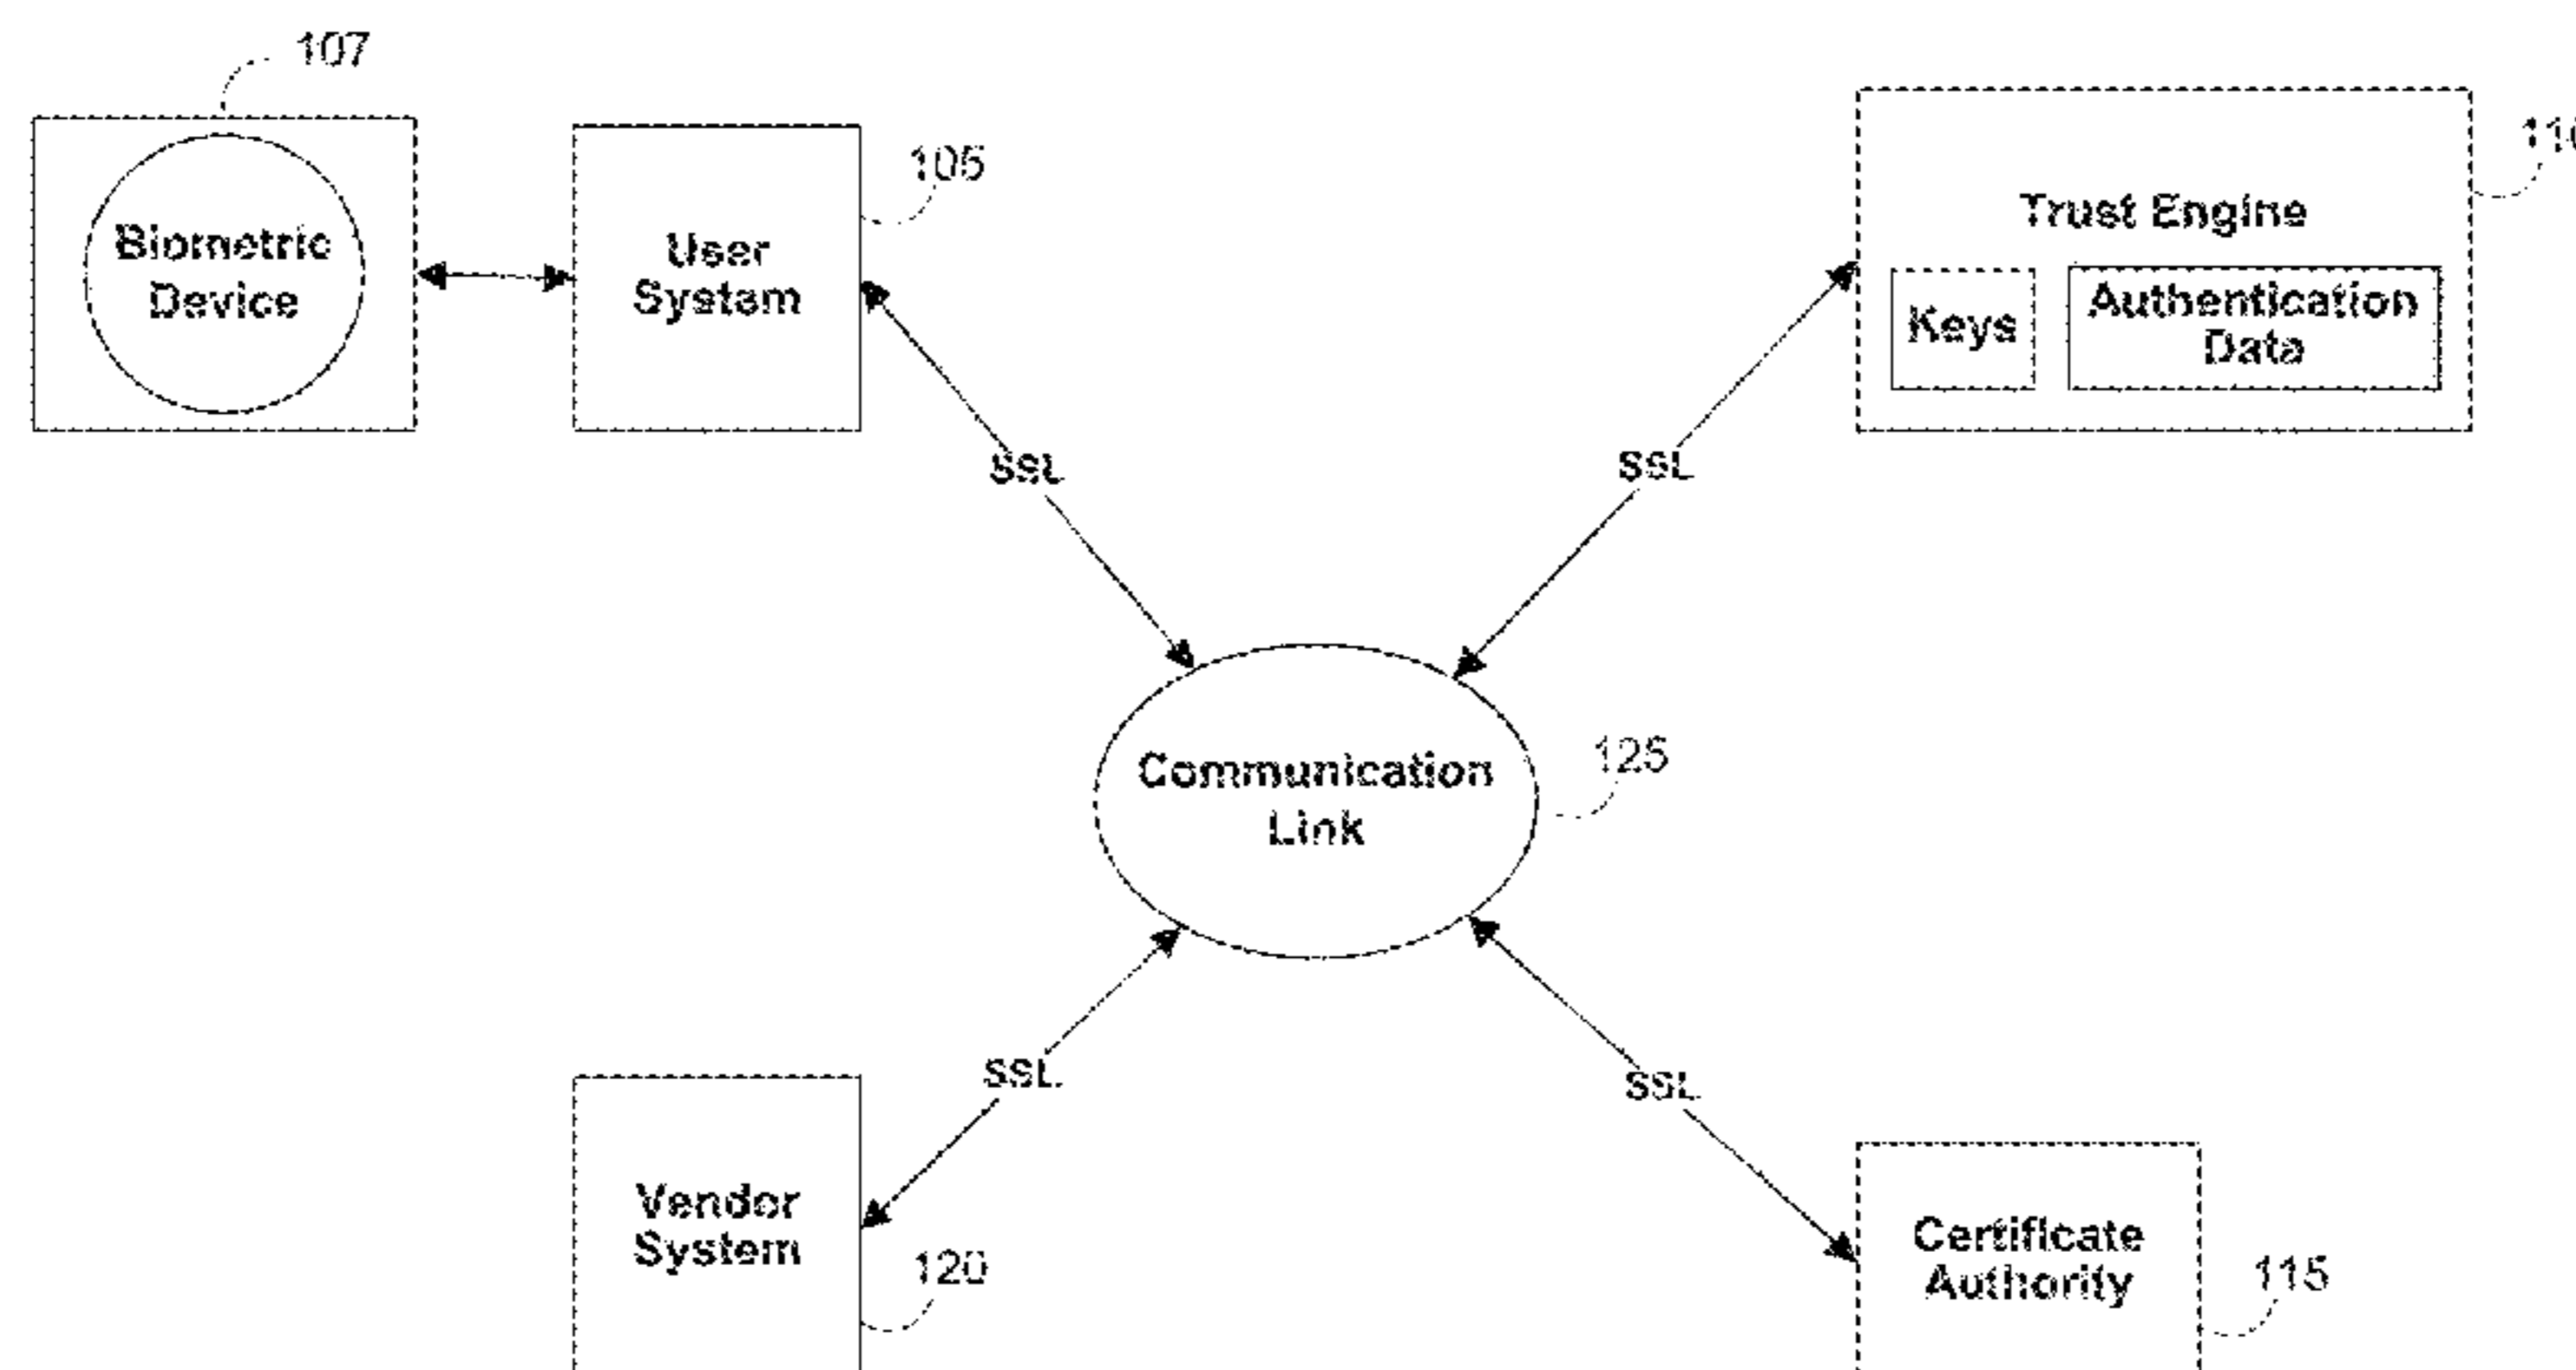 107
Biometric
Device
User
System
105
Trust Engine
Keys
Authentication
Data
SSL
SSL
Communication
Link
125
SSL
SSL
Vendor
System
120
Certificate
Authority
115